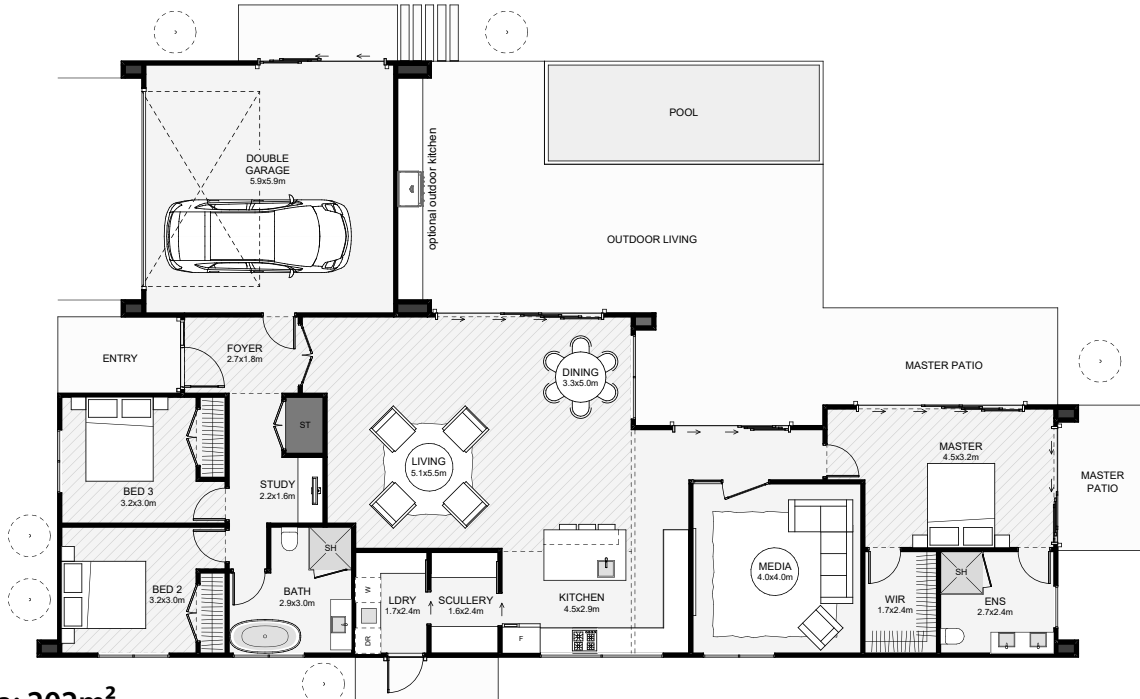 POOL
DOUBLE
GARAGE
5.9x5.9m
optional outdoor kitchen
OUTDOOR LIVING
ENTRY
FOYER
2.7x1.8m
DINING
3.3x5.0m
MASTER PATIO
ST
MASTER
4.5x3.2m
LIVING
5.1x5.5m
MASTER
PATIO
BED 3
3.2x3.0m
STUDY
2.2x1.6m
SH
BED 2
3.2x3.0m
BATH
2.9x3.0m
W
LDRY
1.7x2.4m
DR
SCULLERY
1.6x2.4m
KITCHEN
4.5x2.9m
F
MEDIA
4.0x4.0m
WIR
1.7x2.4m
SH
ENS
2.7x2.4m
202m²